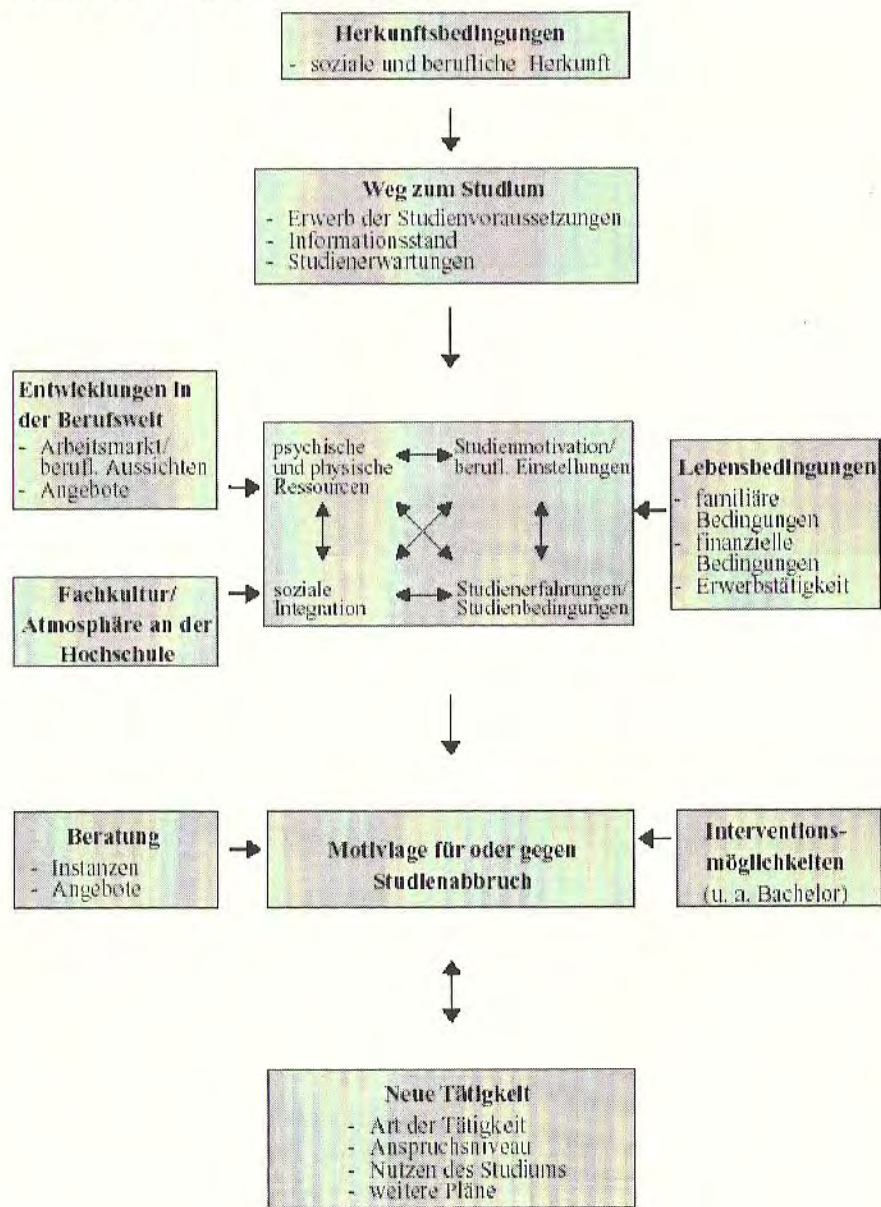 Herkunftsbedingungen
- soziale und berufliche Herkunft
Weg zum Studium
- Erwerb der Studienvoraussetzungen
- Informationsstand
- Studienerwartungen
Entwicklungen in
der Berufswelt
- Arbeitsmarkt/
berufl. Aussichten
- Angebote
Fachkultur/
Atmosphäre an der
Hochschule
psychische
und physische
Ressourcen
Studienmotivation/
berufl. Einstellungen
soziale
Integration
Studienerfahrungen/
Studienbedingungen
Lebensbedingungen
- familiäre
Bedingungen
- finanzielle
Bedingungen
- Erwerbstätigkeit
Beratung
- Instanzen
- Angebote
Motivlage für oder gegen
Studienabbruch
Interventions-
möglichkeiten
(u. a. Bachelor)
Neue Tätigkeit
- Art der Tätigkeit
- Anspruchsniveau
- Nutzen des Studiums
- weitere Pläne